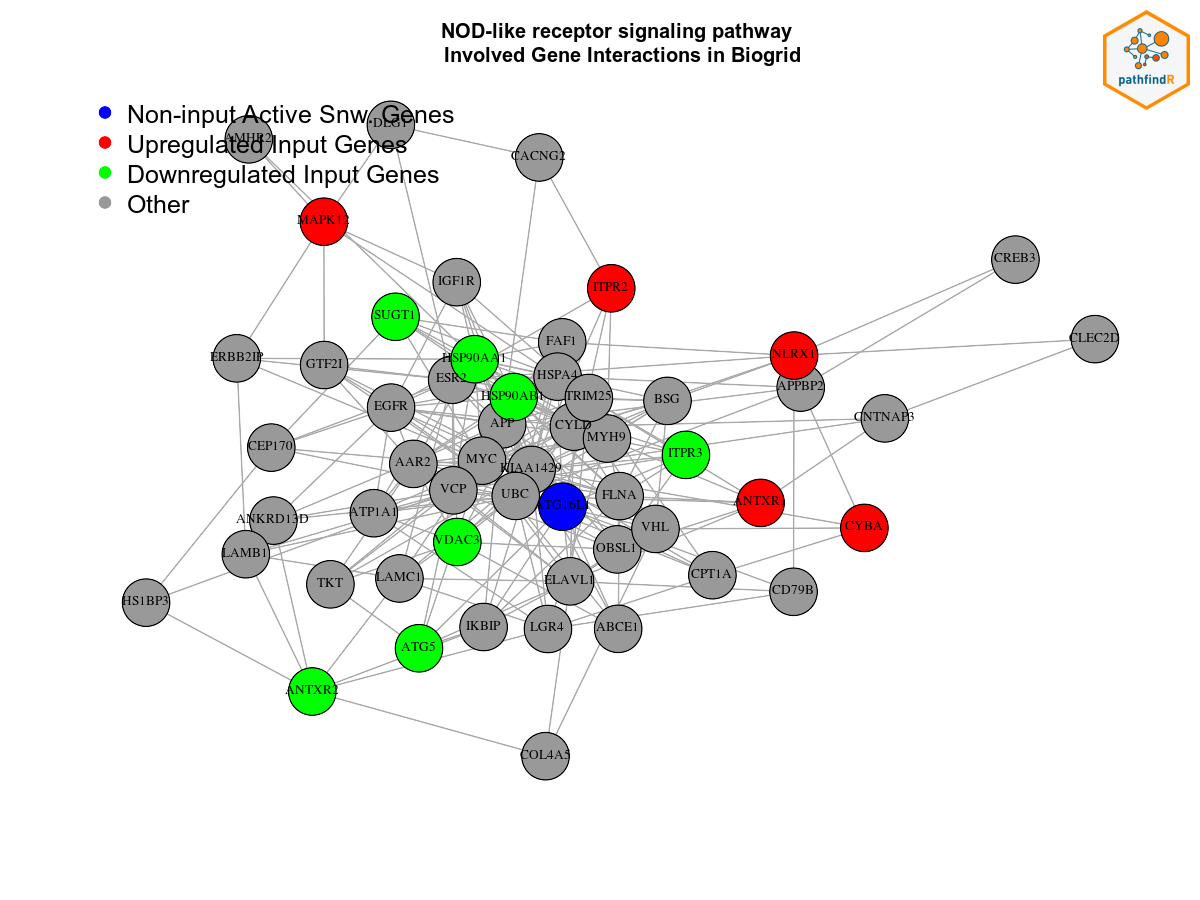 NOD-like receptor signaling pathway
Involved Gene Interactions in Biogrid
pathfindR
Non-input Active Snw. Genes
Upregulated Input Genes
Downregulated Input Genes
Other
AMHR2
DLG1
CACNG2
MAPK12
CREB3
IGF1R
ITPR2
SUGT1
CLEC2D
FAF1
ERBB2IP
GTF2I
HSP90AA1
NLRX1
ESR2
HSPA4
APPBP2
HSP90AB1
TRIM25
BSG
EGFR
CNTNAP3
APP
CYLD
MYH9
CEP170
ITPR3
AAR2
MYC
KIAA1429
VCP
UBC
FLNA
ATG16L1
ANTXR
ANKRD13D
ATP1A1
VHL
CYBA
LAMB1
VDAC3
OBSL1
TKT
LAMC1
ELAVL1
CPT1A
CD79B
HS1BP3
IKBIP
LGR4
ABCE1
ATG5
ANTXR2
COL4A5